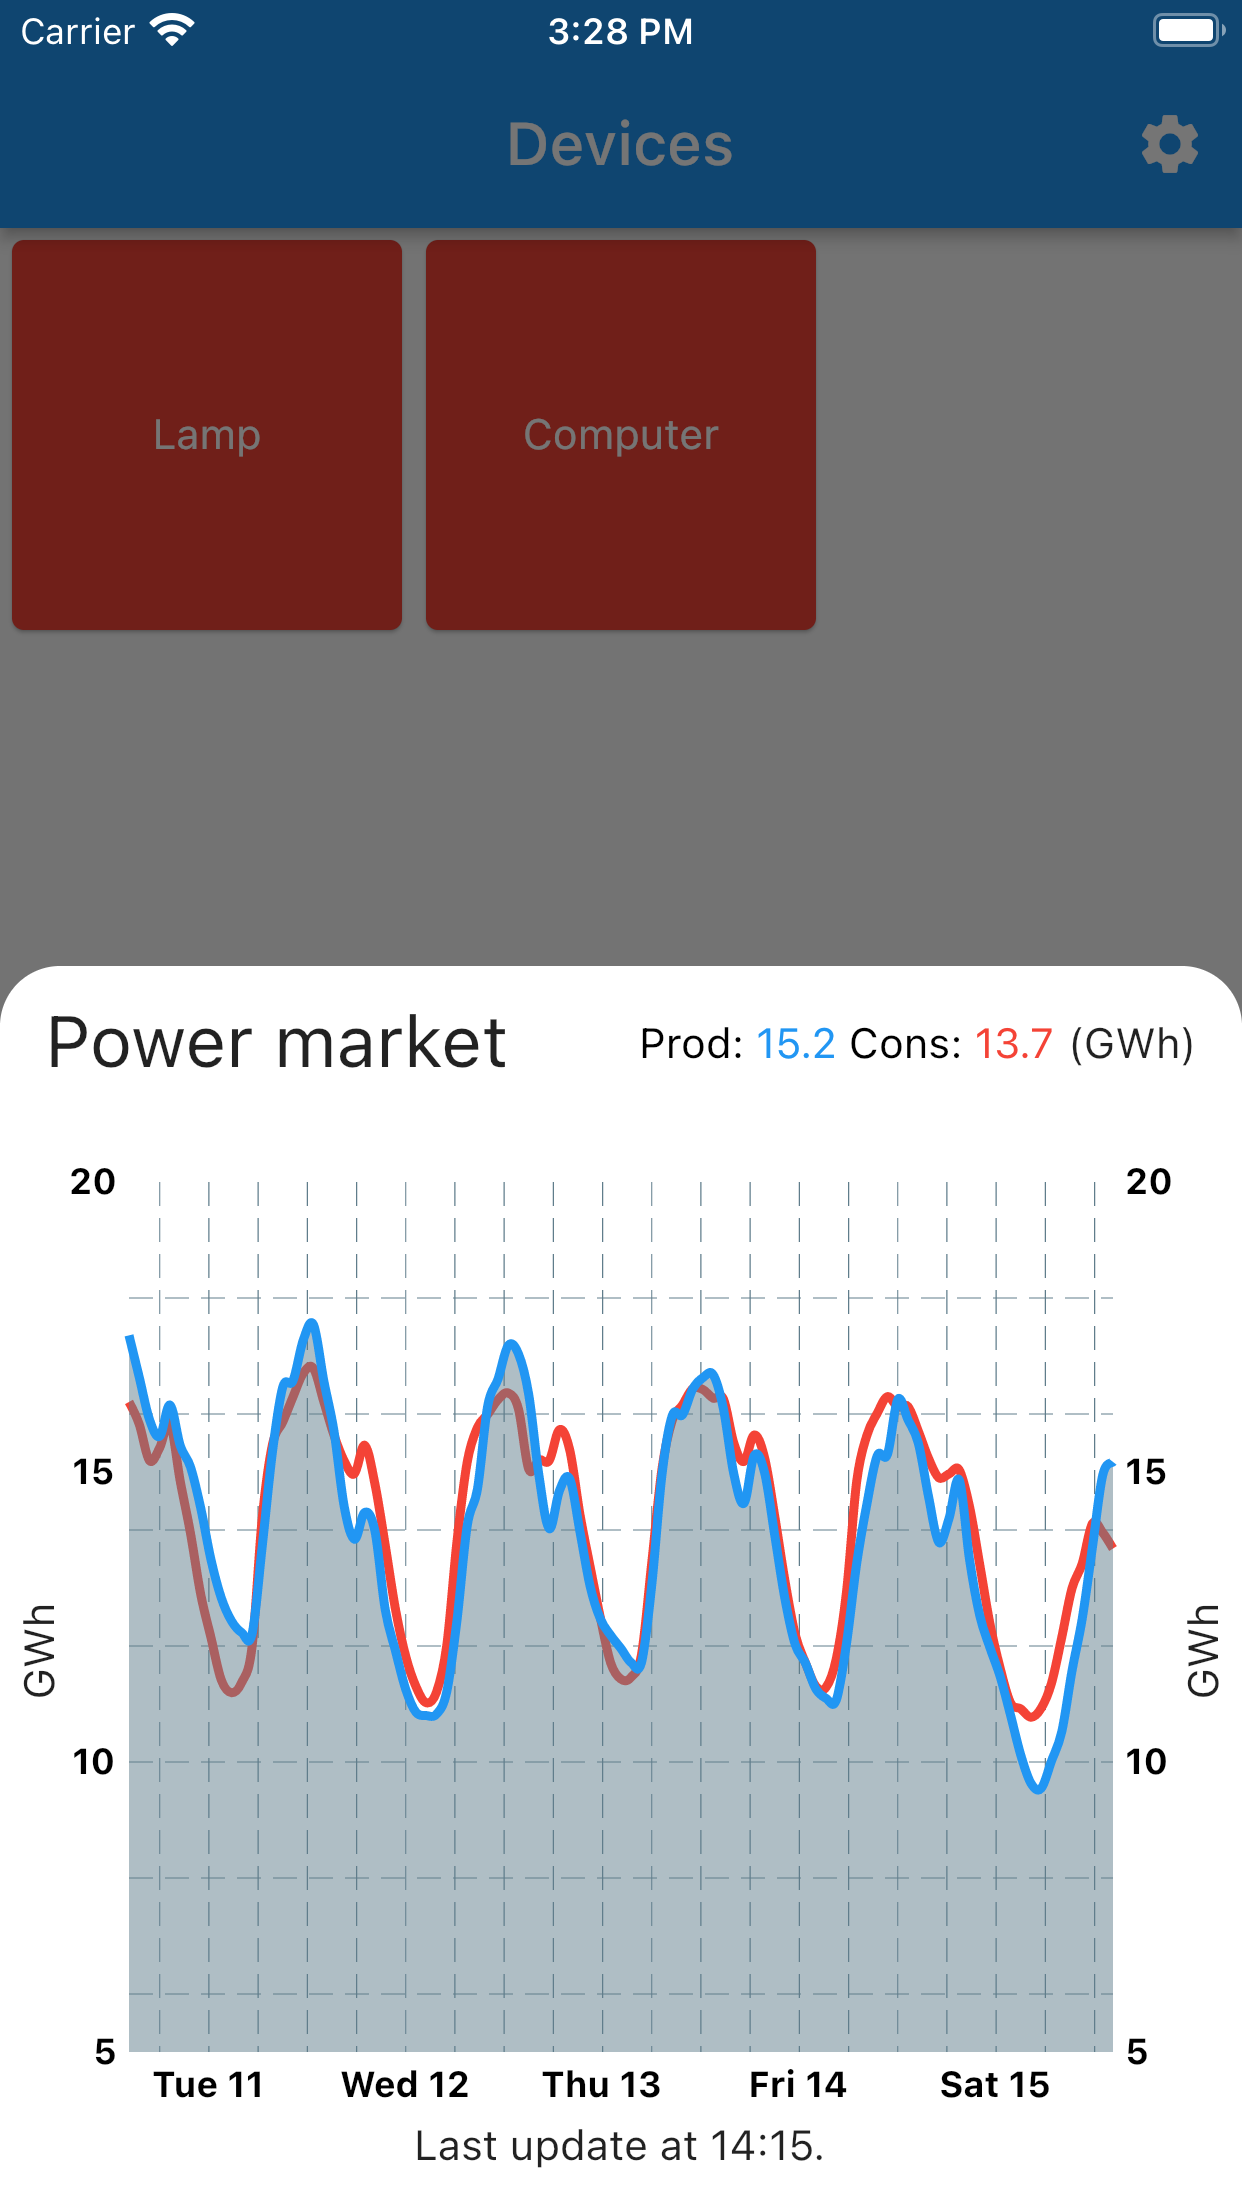 Carrier 3:28 PM
Devices
Lamp Computer
Power market Prod: 15.2 Cons: 13.7 (GWh)
20 20
15 15
GWh GWh
10 10
5 5
Tue 11 Wed 12 Thu 13 Fri 14 Sat 15
Last update at 14:15.